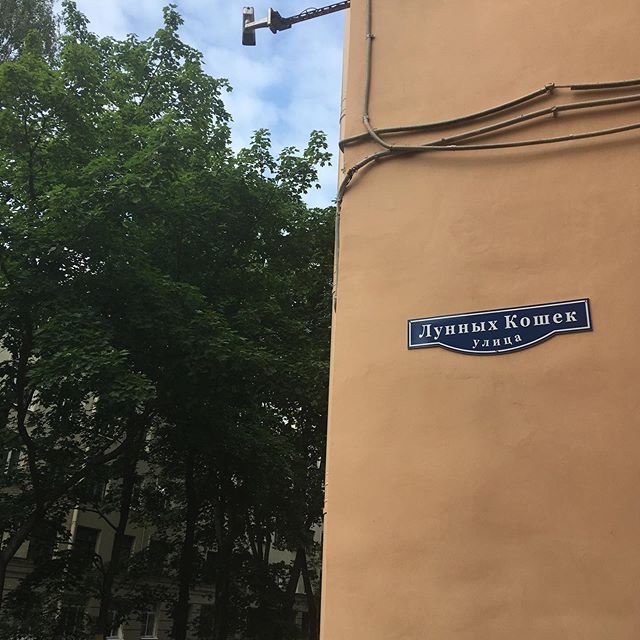 Лунных Кошек
улица